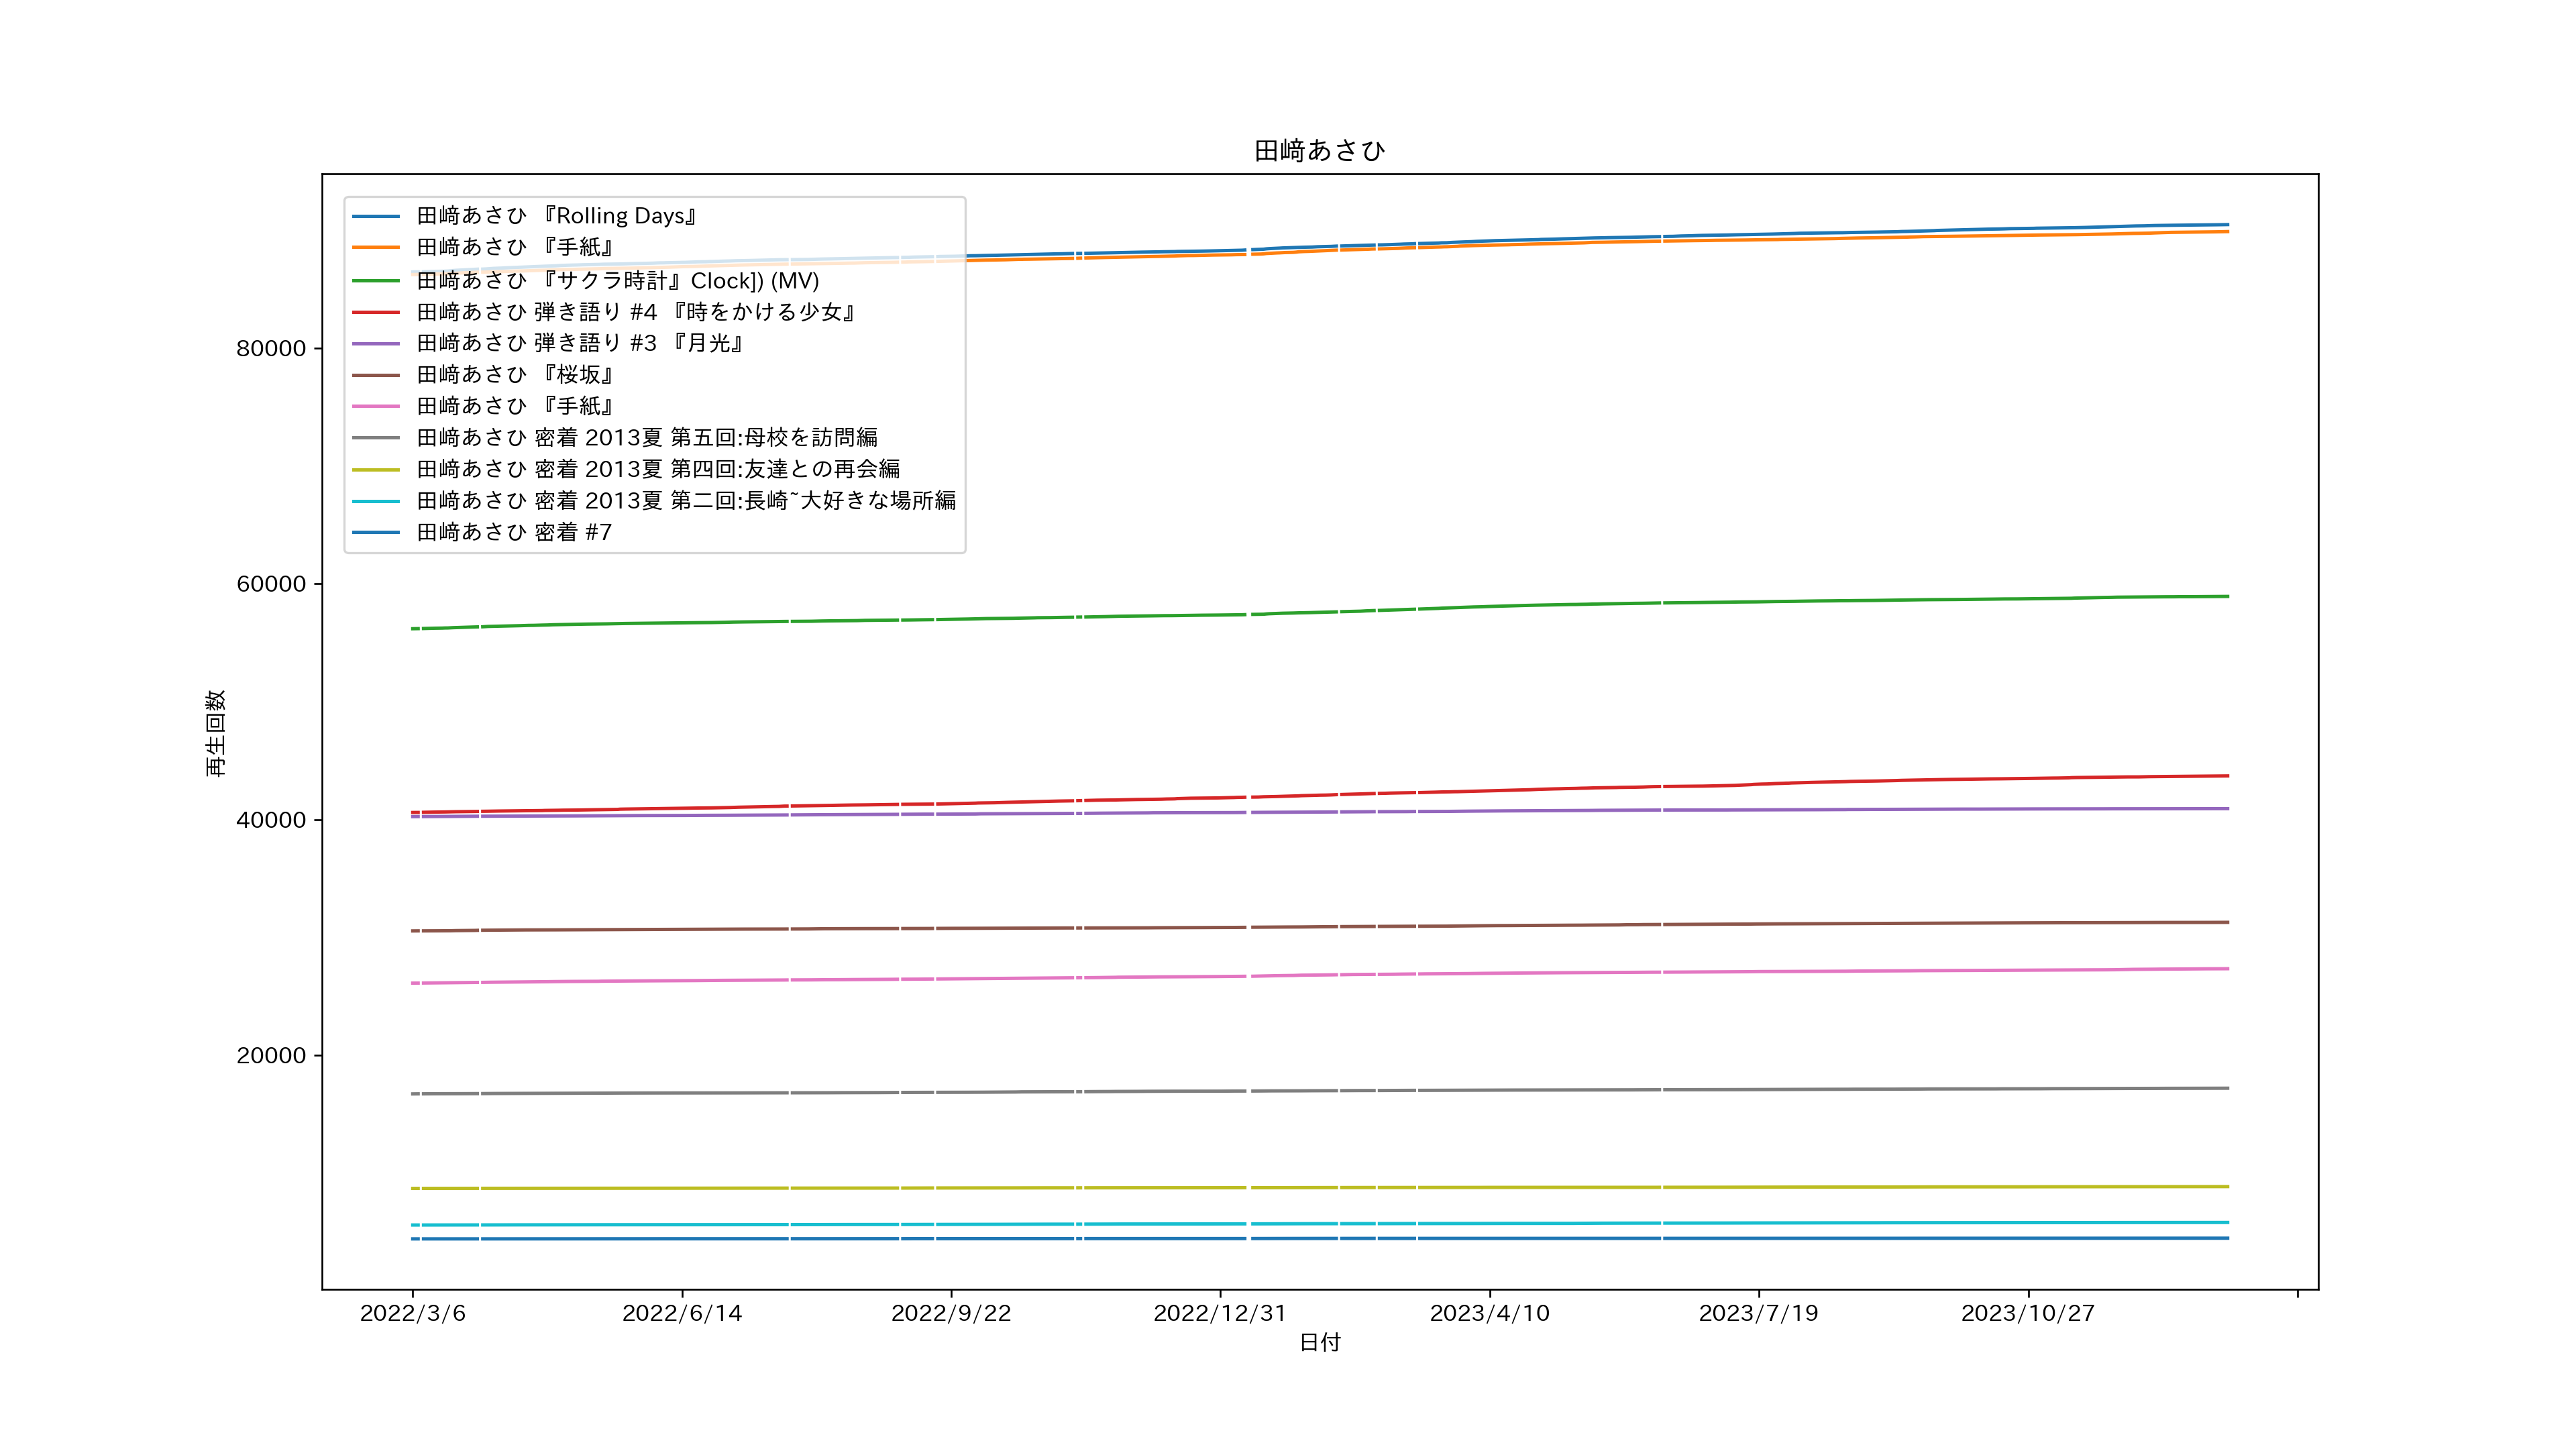 田﨑あさひ
田﨑あさひ 『Rolling Days』
田﨑あさひ 『手紙』
田﨑あさひ 『サクラ時計』Clock]) (MV)
田﨑あさひ 弾き語り #4 『時をかける少女』
田﨑あさひ 弾き語り #3 『月光』
田﨑あさひ 『桜坂』
田﨑あさひ 『手紙』
田﨑あさひ 密着 2013夏 第五回:母校を訪問編
田﨑あさひ 密着 2013夏 第四回:友達との再会編
田﨑あさひ 密着 2013夏 第二回:長崎~大好きな場所編
田﨑あさひ 密着 #7
80000
60000
40000
20000
再生回数
2022/3/6 2022/6/14 2022/9/22 2022/12/31 2023/4/10 2023/7/19 2023/10/27
日付